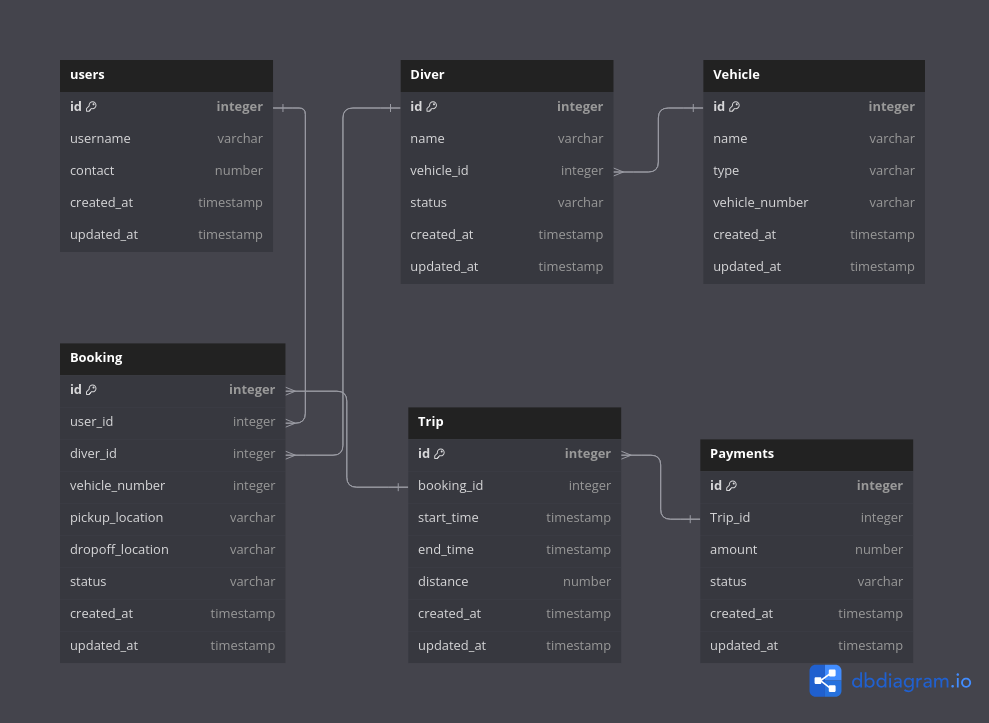 users
id integer
username varchar
contact number
created_at timestamp
updated_at timestamp
Diver
id integer
name varchar
vehicle_id integer
status varchar
created_at timestamp
updated_at timestamp
Vehicle
id integer
name varchar
type varchar
vehicle_number varchar
created_at timestamp
updated_at timestamp
Booking
id integer
user_id integer
diver_id integer
vehicle_number integer
pickup_location varchar
dropoff_location varchar
status varchar
created_at timestamp
updated_at timestamp
Trip
id integer
booking_id integer
start_time timestamp
end_time timestamp
distance number
created_at timestamp
updated_at timestamp
Payments
id integer
Trip_id integer
amount number
status varchar
created_at timestamp
updated_at timestamp
dbdiagram.io